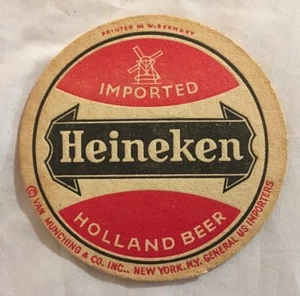 PRINTED IN W. GERMANY
IMPORTED
Heineken
HOLLAND BEER
© VAN MUNCHING & CO. INC., NEW YORK, N.Y. GENERAL US IMPORTERS